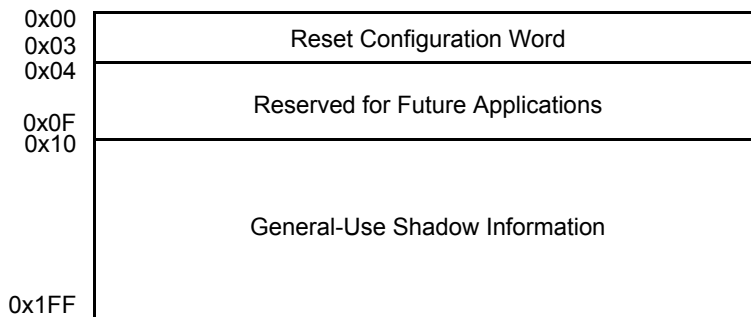 0x00
Reset Configuration Word
0x03
0x04
Reserved for Future Applications
0x0F
0x10
General-Use Shadow Information
0x1FF